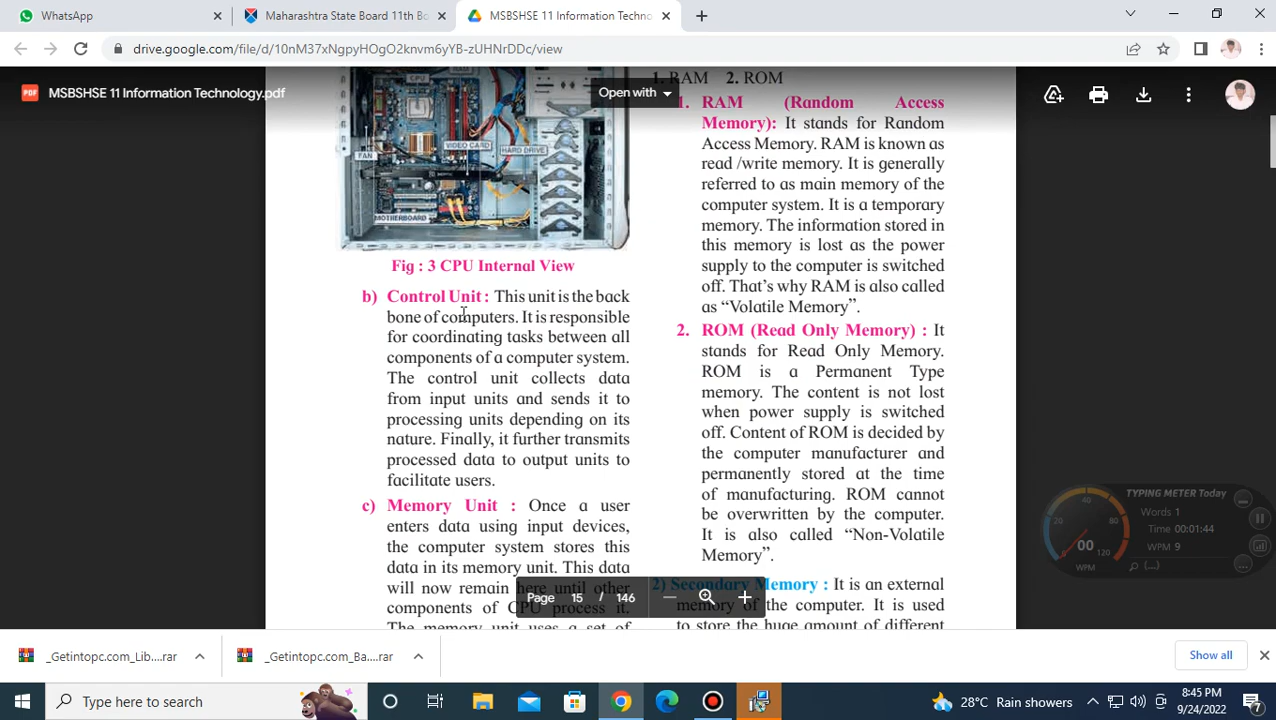 WhatsApp
Maharashtra State Board 11th Bo
MSBSHSE 11 Information Techno
drive.google.com/file/d/10nM37xNgpyHOgO2knvm6yYB-zUHNrDDc/view
MSBSHSE 11 Information Technology.pdf
Open with
CPU
VIDEO CARD
HARD DRIVE
FAN
MOTHERBOARD
Fig : 3 CPU Internal View
b) Control Unit : This unit is the back
bone of computers. It is responsible
for coordinating tasks between all
components of a computer system.
The control unit collects data
from input units and sends it to
processing units depending on its
nature. Finally, it further transmits
processed data to output units to
facilitate users.
c) Memory Unit : Once a user
enters data using input devices,
the computer system stores this
data in its memory unit. This data
will now remain here until other
components of CPU process it.
The memory unit uses a set of
1. RAM 2. ROM
1. RAM (Random Access
Memory): It stands for Random
Access Memory. RAM is known as
read /write memory. It is generally
referred to as main memory of the
computer system. It is a temporary
memory. The information stored in
this memory is lost as the power
supply to the computer is switched
off. That’s why RAM is also called
as “Volatile Memory”.
2. ROM (Read Only Memory) : It
stands for Read Only Memory.
ROM is a Permanent Type
memory. The content is not lost
when power supply is switched
off. Content of ROM is decided by
the computer manufacturer and
permanently stored at the time
of manufacturing. ROM cannot
be overwritten by the computer.
It is also called “Non-Volatile
Memory”.
2) Secondary Memory : It is an external
memory of the computer. It is used
to store the huge amount of different
Page 15 / 146
TYPING METER Today
Words 1
Time 00:01:44
WPM 9
20
40
80
00
120
WPM
(...)
_Getintopc.com_Lib....rar
_Getintopc.com_Ba....rar
Show all
Type here to search
28°C Rain showers
8:45 PM
9/24/2022
7